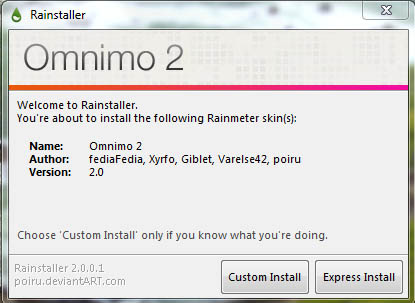 Rainstaller
Omnimo 2
Welcome to Rainstaller.
You're about to install the following Rainmeter skin(s):
Name: Omnimo 2
Author: fediaFedia, Xyrfo, Giblet, Varelse42, poiru
Version: 2.0
Choose 'Custom Install' only if you know what you're doing.
Rainstaller 2.0.0.1
poiru.deviantART.com
Custom Install Express Install